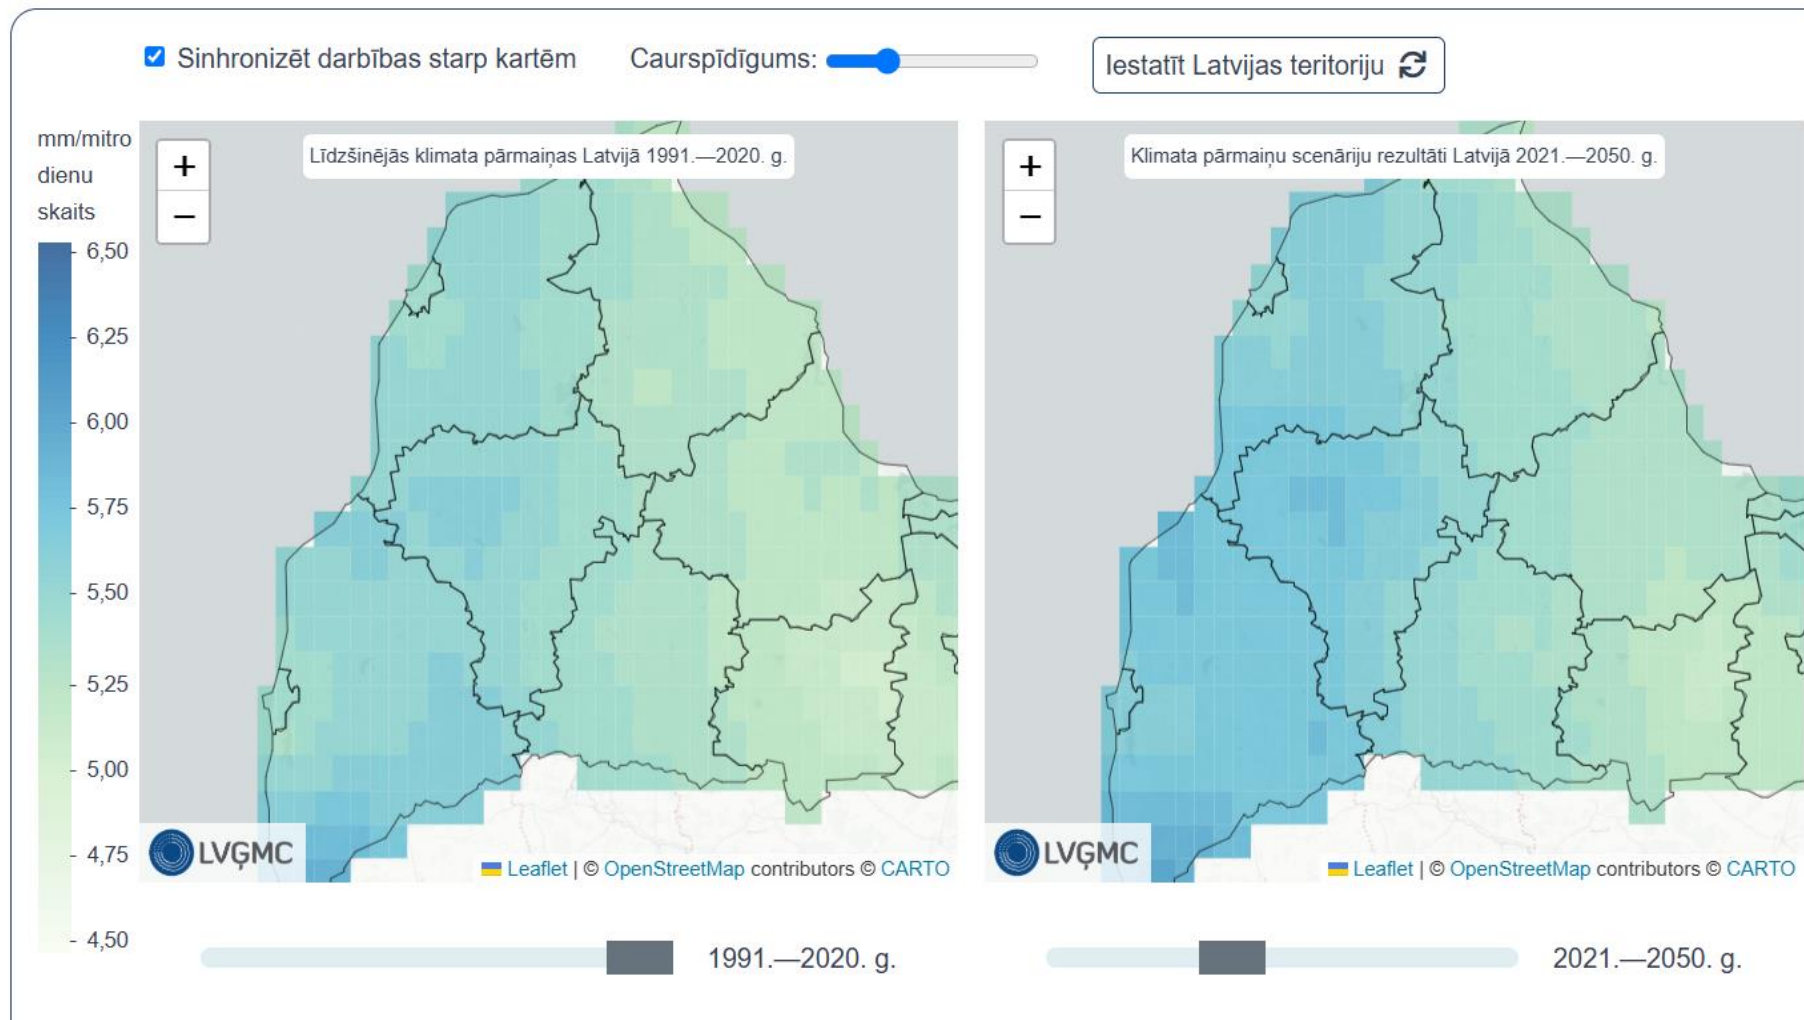 Sinhronizēt darbības starp kartēm
Caurspīdīgums:
Iestatīt Latvijas teritoriju
mm/mitro
dienu
skaits
6,50
6,25
6,00
5,75
5,50
5,25
5,00
4,75
4,50
+
−
Līdzšinējās klimata pārmaiņas Latvijā 1991.—2020. g.
LVĢMC
Leaflet | © OpenStreetMap contributors © CARTO
1991.—2020. g.
+
−
Klimata pārmaiņu scenāriju rezultāti Latvijā 2021.—2050. g.
LVĢMC
Leaflet | © OpenStreetMap contributors © CARTO
2021.—2050. g.